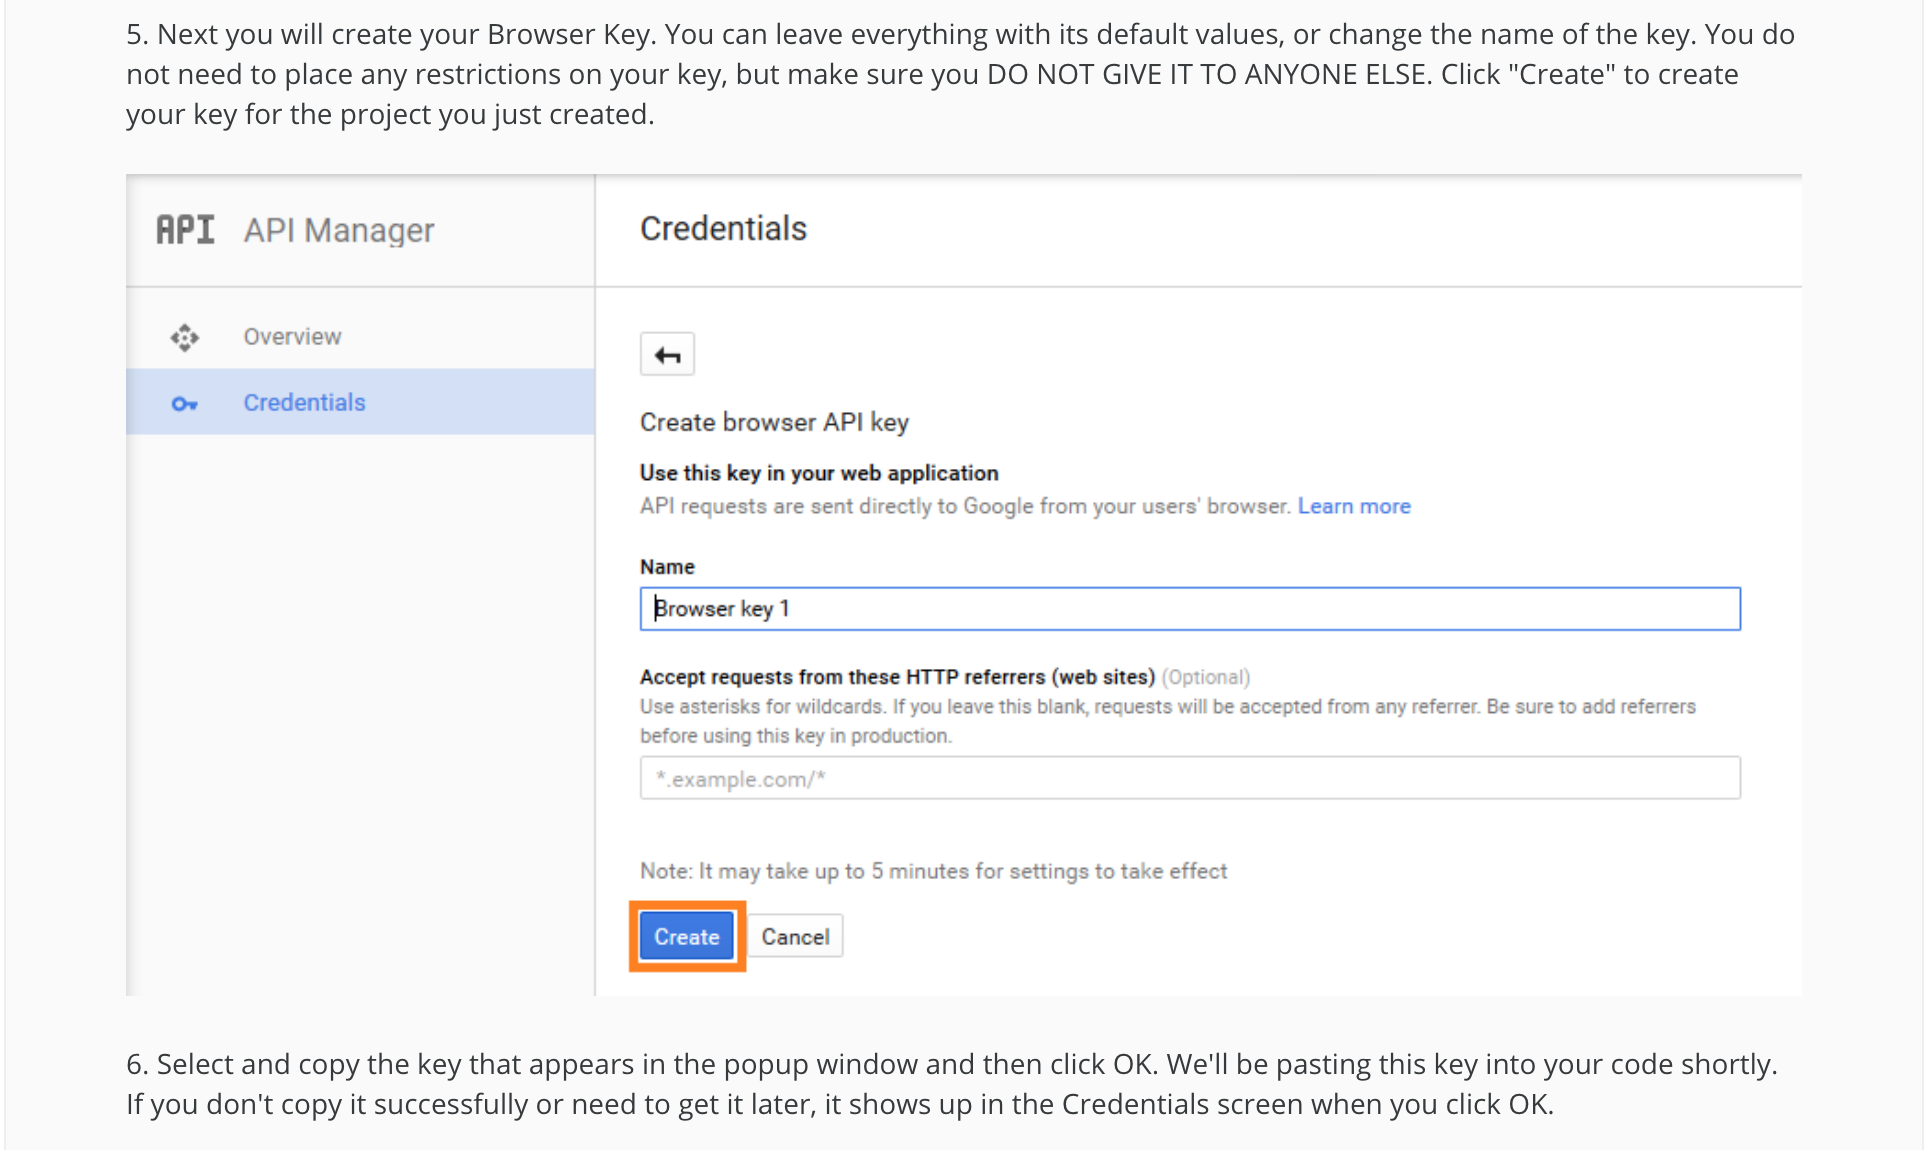 5. Next you will create your Browser Key. You can leave everything with its default values, or change the name of the key. You do
not need to place any restrictions on your key, but make sure you DO NOT GIVE IT TO ANYONE ELSE. Click "Create" to create
your key for the project you just created.
API API Manager
Credentials
Overview
Credentials
Create browser API key
Use this key in your web application
API requests are sent directly to Google from your users' browser. Learn more
Name
Browser key 1
Accept requests from these HTTP referrers (web sites) (Optional)
Use asterisks for wildcards. If you leave this blank, requests will be accepted from any referrer. Be sure to add referrers
before using this key in production.
*.example.com/*
Note: It may take up to 5 minutes for settings to take effect
Create Cancel
6. Select and copy the key that appears in the popup window and then click OK. We'll be pasting this key into your code shortly.
If you don't copy it successfully or need to get it later, it shows up in the Credentials screen when you click OK.